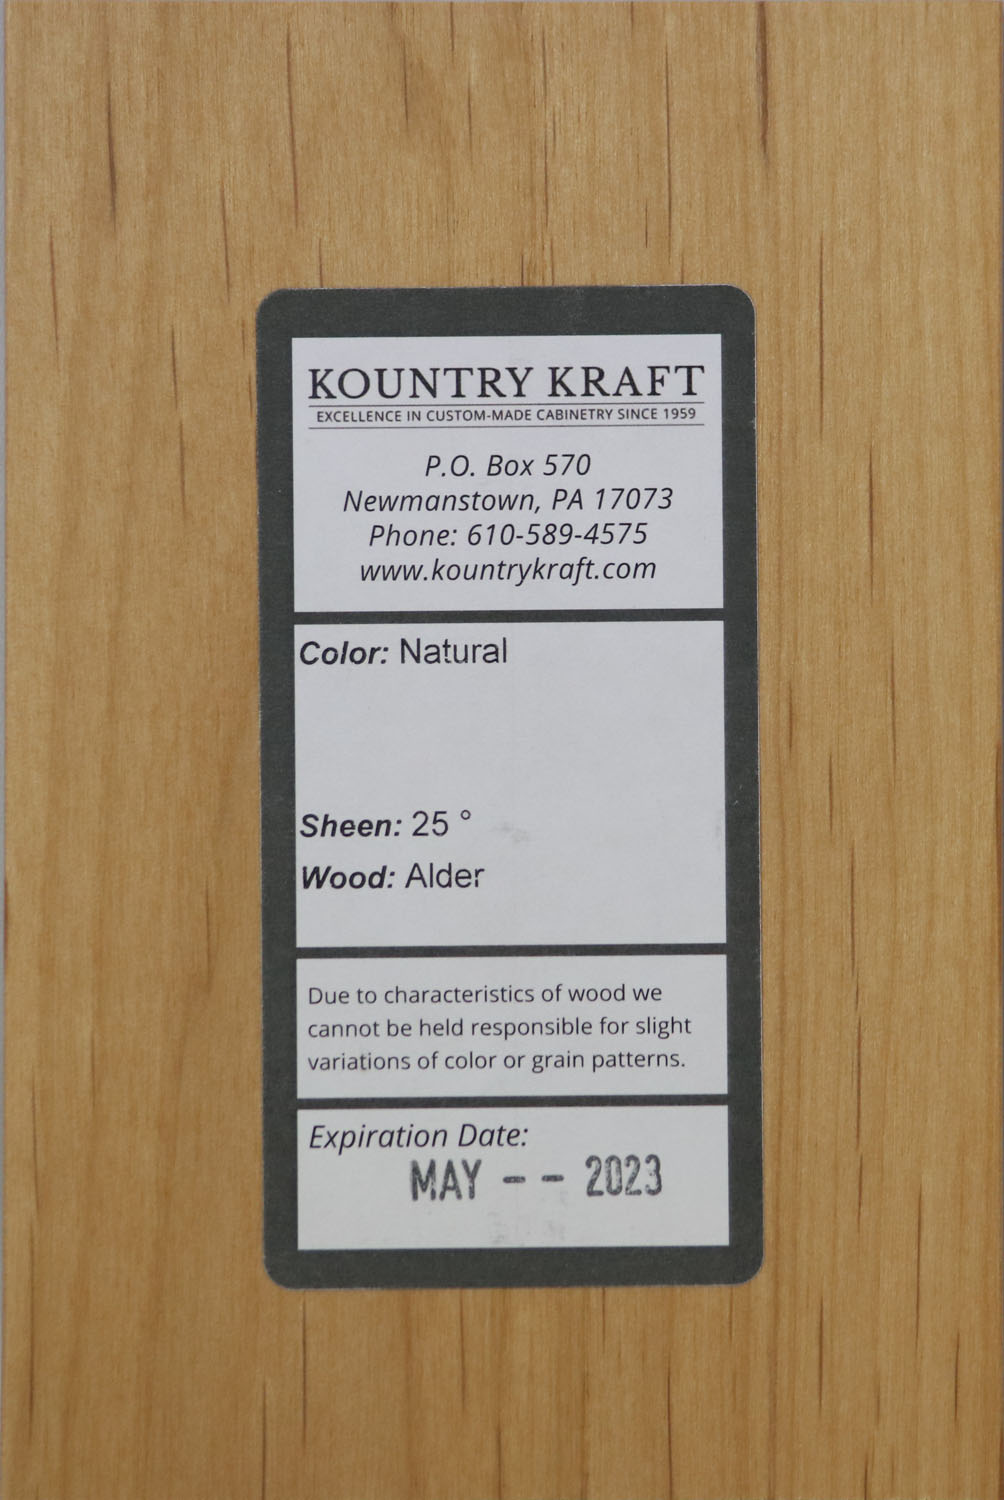 KOUNTRY KRAFT
EXCELLENCE IN CUSTOM-MADE CABINETRY SINCE 1959
P.O. Box 570
Newmanstown, PA 17073
Phone: 610-589-4575
www.kountrykraft.com
Color: Natural
Sheen: 25 °
Wood: Alder
Due to characteristics of wood we
cannot be held responsible for slight
variations of color or grain patterns.
Expiration Date:
MAY -- 2023